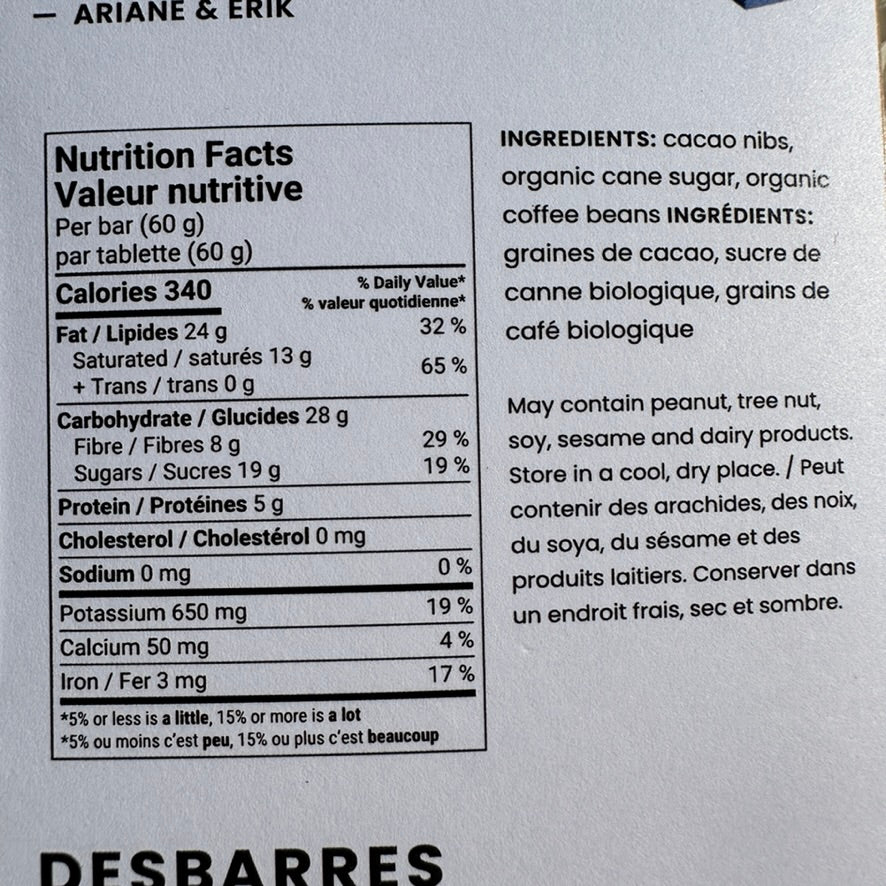 — ARIANE & ERIK
Nutrition Facts
Valeur nutritive
Per bar (60 g)
par tablette (60 g)
Calories 340
% Daily Value*
% valeur quotidienne*
Fat / Lipides 24 g 32 %
Saturated / saturés 13 g
+ Trans / trans 0 g 65 %
Carbohydrate / Glucides 28 g
Fibre / Fibres 8 g 29 %
Sugars / Sucres 19 g 19 %
Protein / Protéines 5 g
Cholesterol / Cholestérol 0 mg
Sodium 0 mg 0 %
Potassium 650 mg 19 %
Calcium 50 mg 4 %
Iron / Fer 3 mg 17 %
*5% or less is a little, 15% or more is a lot
*5% ou moins c'est peu, 15% ou plus c'est beaucoup
INGREDIENTS: cacao nibs,
organic cane sugar, organic
coffee beans INGRÉDIENTS:
graines de cacao, sucre de
canne biologique, grains de
café biologique
May contain peanut, tree nut,
soy, sesame and dairy products.
Store in a cool, dry place. / Peut
contenir des arachides, des noix,
du soya, du sésame et des
produits laitiers. Conserver dans
un endroit frais, sec et sombre.
DESBARRES